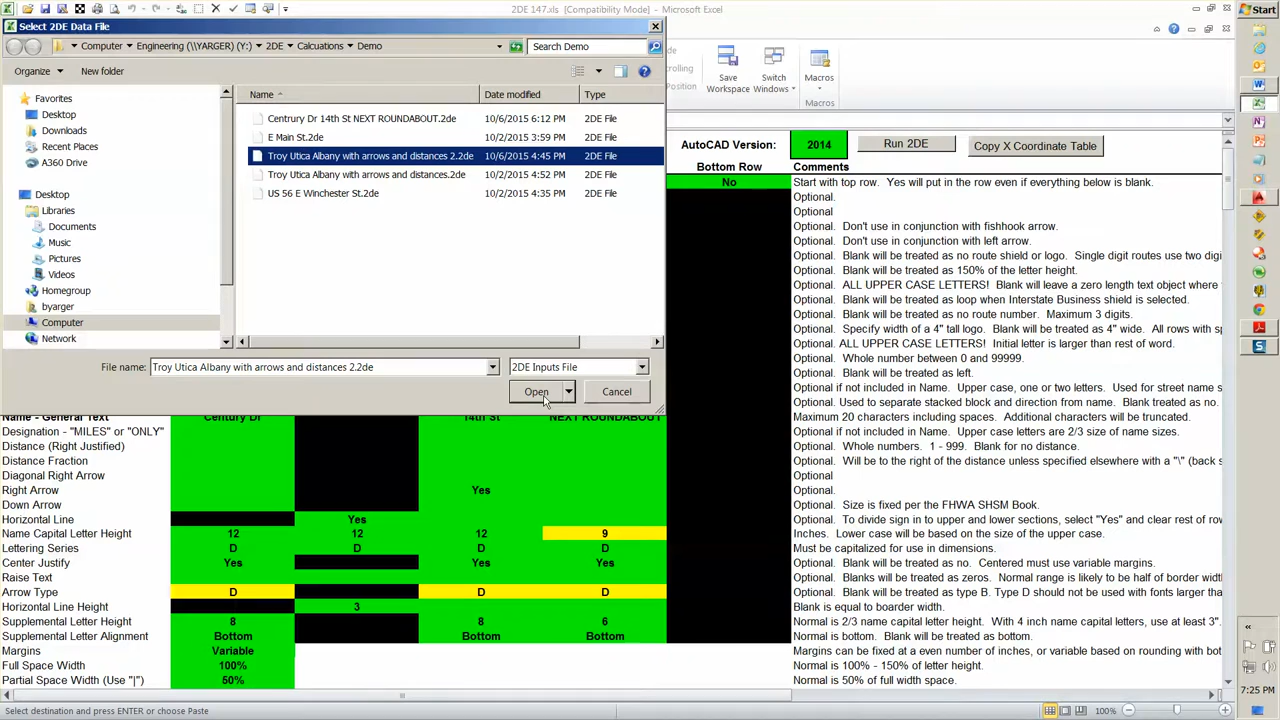 2DE 147.xls  [Compatibility Mode] - Microsoft Excel
Start
Select 2DE Data File
Computer
Engineering (\\YARGER) (Y:)
2DE
Calcuations
Demo
Search Demo
Organize
New folder
Favorites
Desktop
Downloads
Recent Places
A360 Drive
Desktop
Libraries
Documents
Music
Pictures
Videos
Homegroup
byarger
Computer
Network
Name
Date modified
Type
Centrury Dr 14th St NEXT ROUNDABOUT.2de 10/6/2015 6:12 PM 2DE File
E Main St.2de 10/2/2015 3:59 PM 2DE File
Troy Utica Albany with arrows and distances 2.2de 10/6/2015 4:45 PM 2DE File
Troy Utica Albany with arrows and distances.2de 10/2/2015 4:52 PM 2DE File
US 56 E Winchester St.2de 10/2/2015 4:35 PM 2DE File
File name:
Troy Utica Albany with arrows and distances 2.2de
2DE Inputs File
Open
Cancel
de
crolling
Position
Save Workspace
Switch Windows
Macros
Macros
AutoCAD Version: 2014
Run 2DE
Copy X Coordinate Table
Bottom Row
Comments
No
Start with top row.  Yes will put in the row even if everything below is blank.
Optional.
Optional
Optional.  Don't use in conjunction with fishhook arrow.
Optional.  Don't use in conjunction with left arrow.
Optional.  Blank will be treated as no route shield or logo.  Single digit routes use two digi
Optional.  Blank will be treated as 150% of the letter height.
Optional.  ALL UPPER CASE LETTERS!  Blank will leave a zero length text object where
Optional.  Blank will be treated as loop when Interstate Business shield is selected.
Optional.  Blank will be treated as no route number.  Maximum 3 digits.
Optional.  Specify width of a 4" tall logo.  Blank will be treated as 4" wide.  All rows with sp
Optional.  ALL UPPER CASE LETTERS!  Initial letter is larger than rest of word.
Optional.  Whole number between 0 and 99999.
Optional.  Blank will be treated as left.
Optional if not included in Name.  Upper case, one or two letters.  Used for street name s
Optional.  Used to separate stacked block and direction from name.  Blank treated as no.
Name - General Text Century Dr 14th St NEXT ROUNDABOUT Maximum 20 characters including spaces.  Additional characters will be truncated.
Designation - "MILES" or "ONLY" Optional if not included in Name.  Upper case letters are 2/3 size of name sizes.
Distance (Right Justified) Optional.  Whole numbers.  1 - 999.  Blank for no distance.
Distance Fraction Optional.  Will be to the right of the distance unless specified elsewhere with a "\" (back s
Diagonal Right Arrow Optional
Right Arrow Yes Optional.
Down Arrow Optional.  Size is fixed per the FHWA SHSM Book.
Horizontal Line Yes Optional.  To divide sign in to upper and lower sections, select "Yes" and clear rest of row
Name Capital Letter Height 12 12 12 9 Inches.  Lower case will be based on the size of the upper case.
Lettering Series D D D D Must be capitalized for use in dimensions.
Center Justify Yes Yes Yes Optional.  Blank will be treated as no.  Centered must use variable margins.
Raise Text Optional.  Blanks will be treated as zeros.  Normal range is likely to be half of border widt
Arrow Type D D D Optional.  Blank will be treated as type B. Type D should not be used with fonts larger than
Horizontal Line Height 3 Blank is equal to boarder width.
Supplemental Letter Height 8 8 6 Normal is 2/3 name capital letter height.  With 4 inch name capital letters, use at least 3".
Supplemental Letter Alignment Bottom Bottom Bottom Normal is bottom.  Blank will be treated as bottom.
Margins Variable Margins can be fixed at a even number of inches, or variable based on rounding with bott
Full Space Width 100% Normal is 100% - 150% of letter height.
Partial Space Width (Use "|") 50% Normal is 50% of full width space.
Select destination and press ENTER or choose Paste
100%
7:25 PM